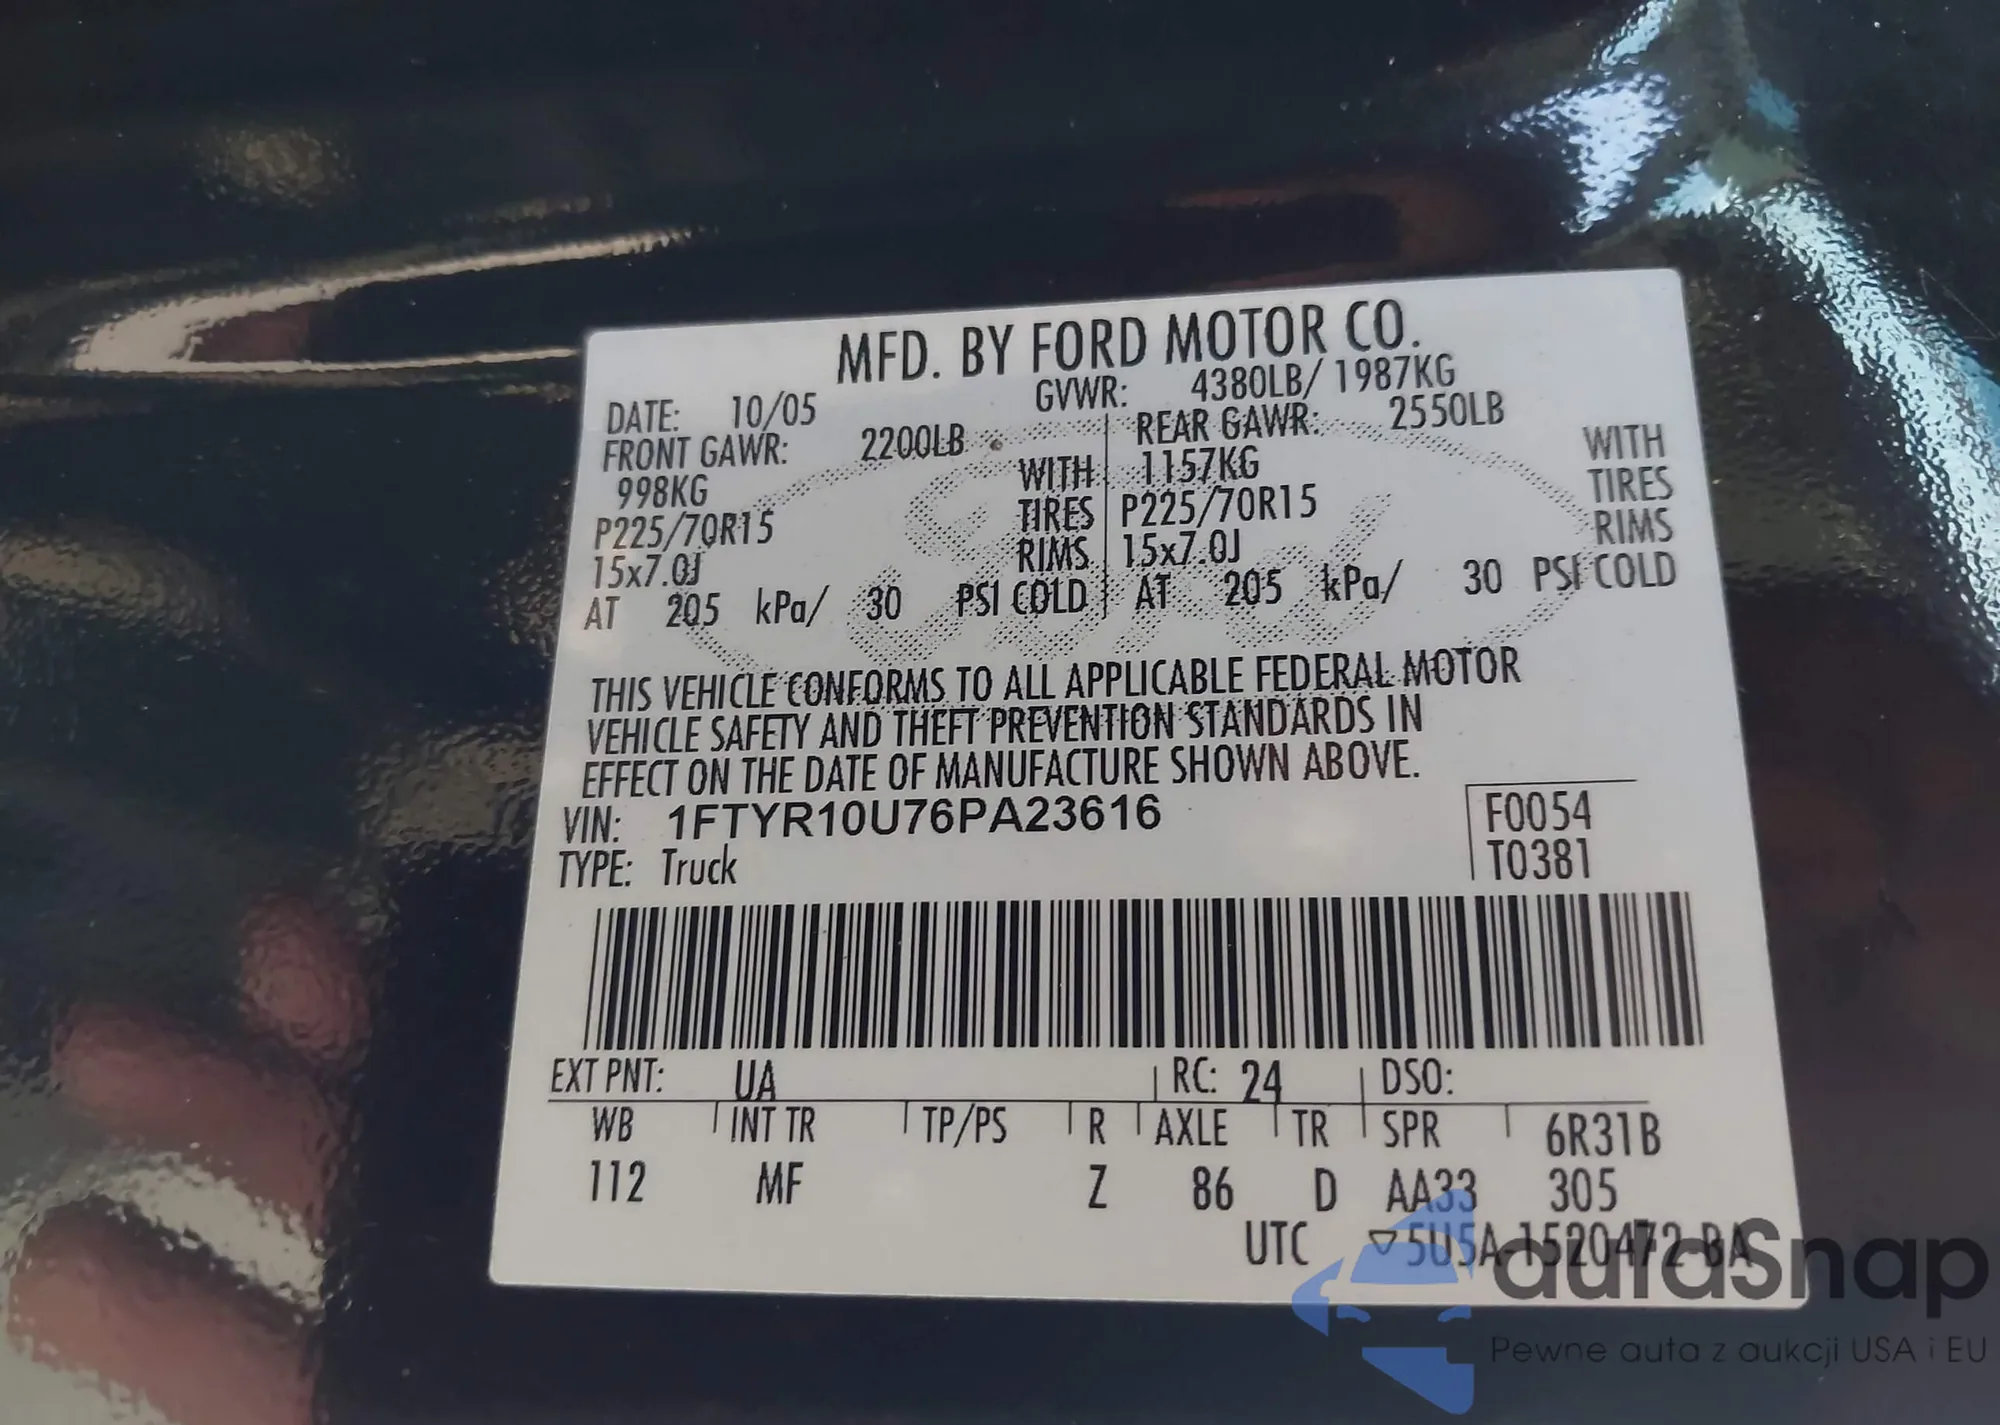 MFD. BY FORD MOTOR CO.
DATE: 10/05 GVWR: 4380LB/ 1987KG
FRONT GAWR: 2200LB REAR GAWR: 2550LB
998KG WITH 1157KG WITH
P225/70R15 TIRES P225/70R15 TIRES
15x7.0J RIMS 15x7.0J RIMS
AT 205 kPa/ 30 PSI COLD AT 205 kPa/ 30 PSI COLD
THIS VEHICLE CONFORMS TO ALL APPLICABLE FEDERAL MOTOR
VEHICLE SAFETY AND THEFT PREVENTION STANDARDS IN
EFFECT ON THE DATE OF MANUFACTURE SHOWN ABOVE.
VIN: 1FTYR10U76PA23616 F0054
TYPE: Truck T0381
EXT PNT: UA RC: 24 DSO:
WB INT TR TP/PS R AXLE TR SPR 6R31B
112 MF Z 86 D AA33 305
UTC ▽5U5A-1520472-BA
autaSnap
Pewne auta z aukcji USA i EU